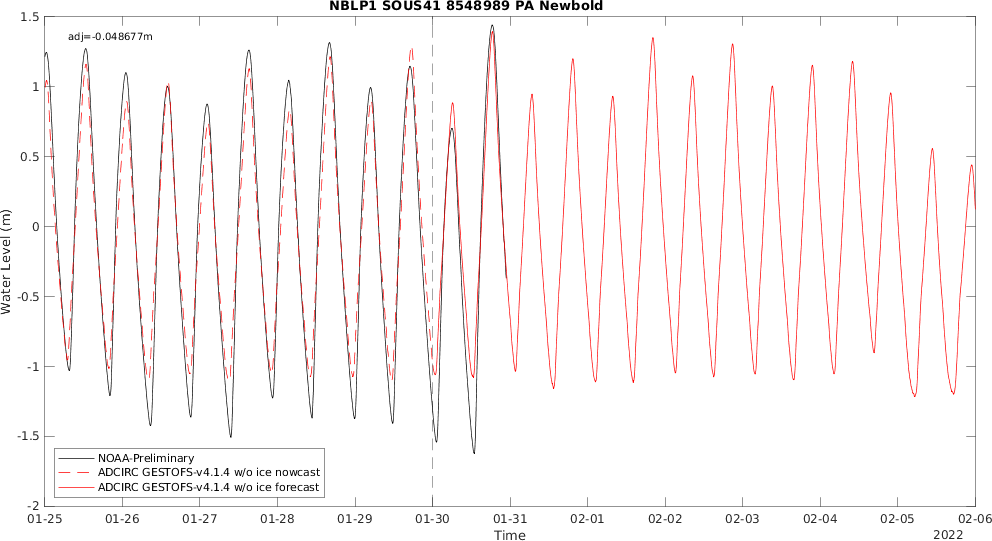 NBLP1 SOUS41 8548989 PA Newbold
adj=-0.048677m
1.5
1
0.5
0
-0.5
-1
-1.5
-2
Water Level (m)
NOAA-Preliminary
ADCIRC GESTOFS-v4.1.4 w/o ice nowcast
ADCIRC GESTOFS-v4.1.4 w/o ice forecast
01-25 01-26 01-27 01-28 01-29 01-30 01-31 02-01 02-02 02-03 02-04 02-05 02-06
Time
2022